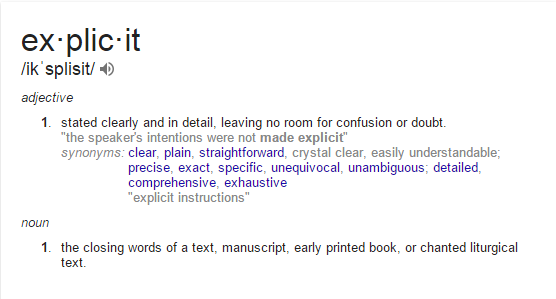 ex·plic·it
/ikˈsplisit/
adjective
1. stated clearly and in detail, leaving no room for confusion or doubt.
"the speaker's intentions were not made explicit"
synonyms: clear, plain, straightforward, crystal clear, easily understandable;
precise, exact, specific, unequivocal, unambiguous; detailed,
comprehensive, exhaustive
"explicit instructions"
noun
1. the closing words of a text, manuscript, early printed book, or chanted liturgical
text.